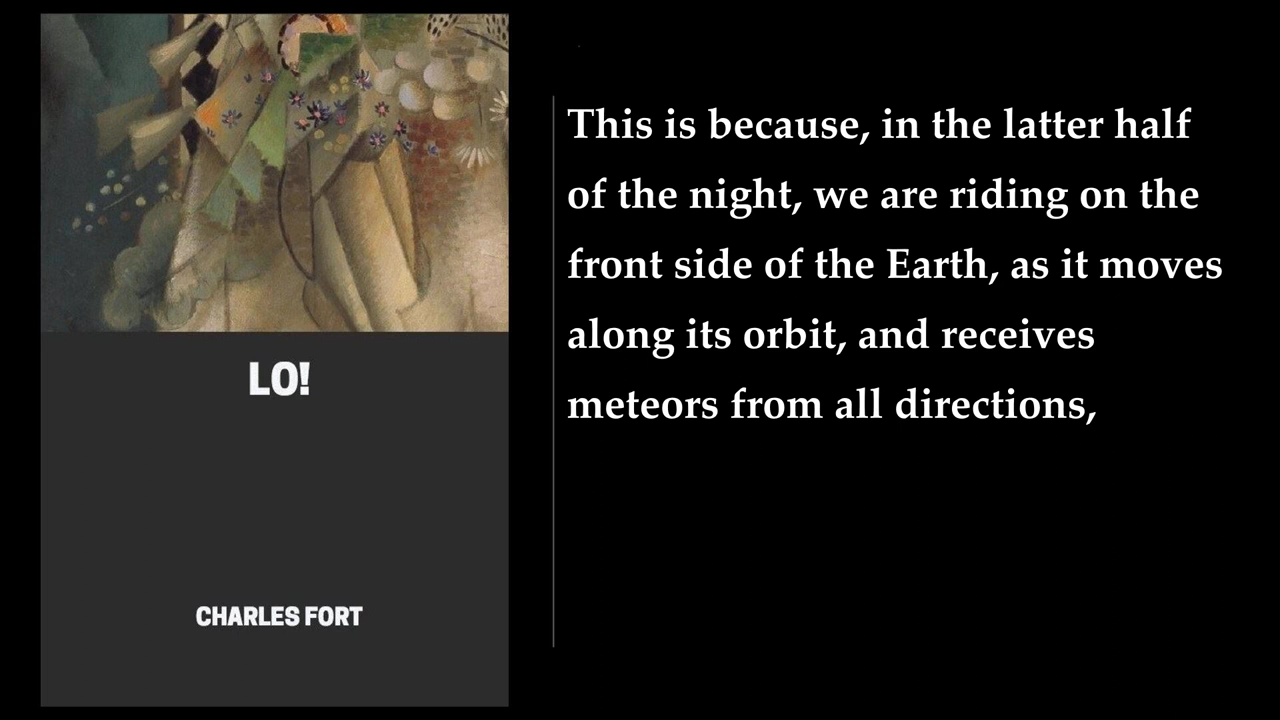 LO!
CHARLES FORT
This is because, in the latter half
of the night, we are riding on the
front side of the Earth, as it moves
along its orbit, and receives
meteors from all directions,